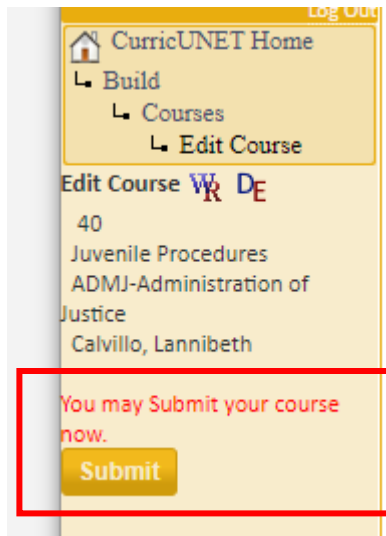 Log Out
CurricUNET Home
Build
Courses
Edit Course
Edit Course WR DE
40
Juvenile Procedures
ADMJ-Administration of
Justice
Calvillo, Lannibeth
You may Submit your course
now.
Submit